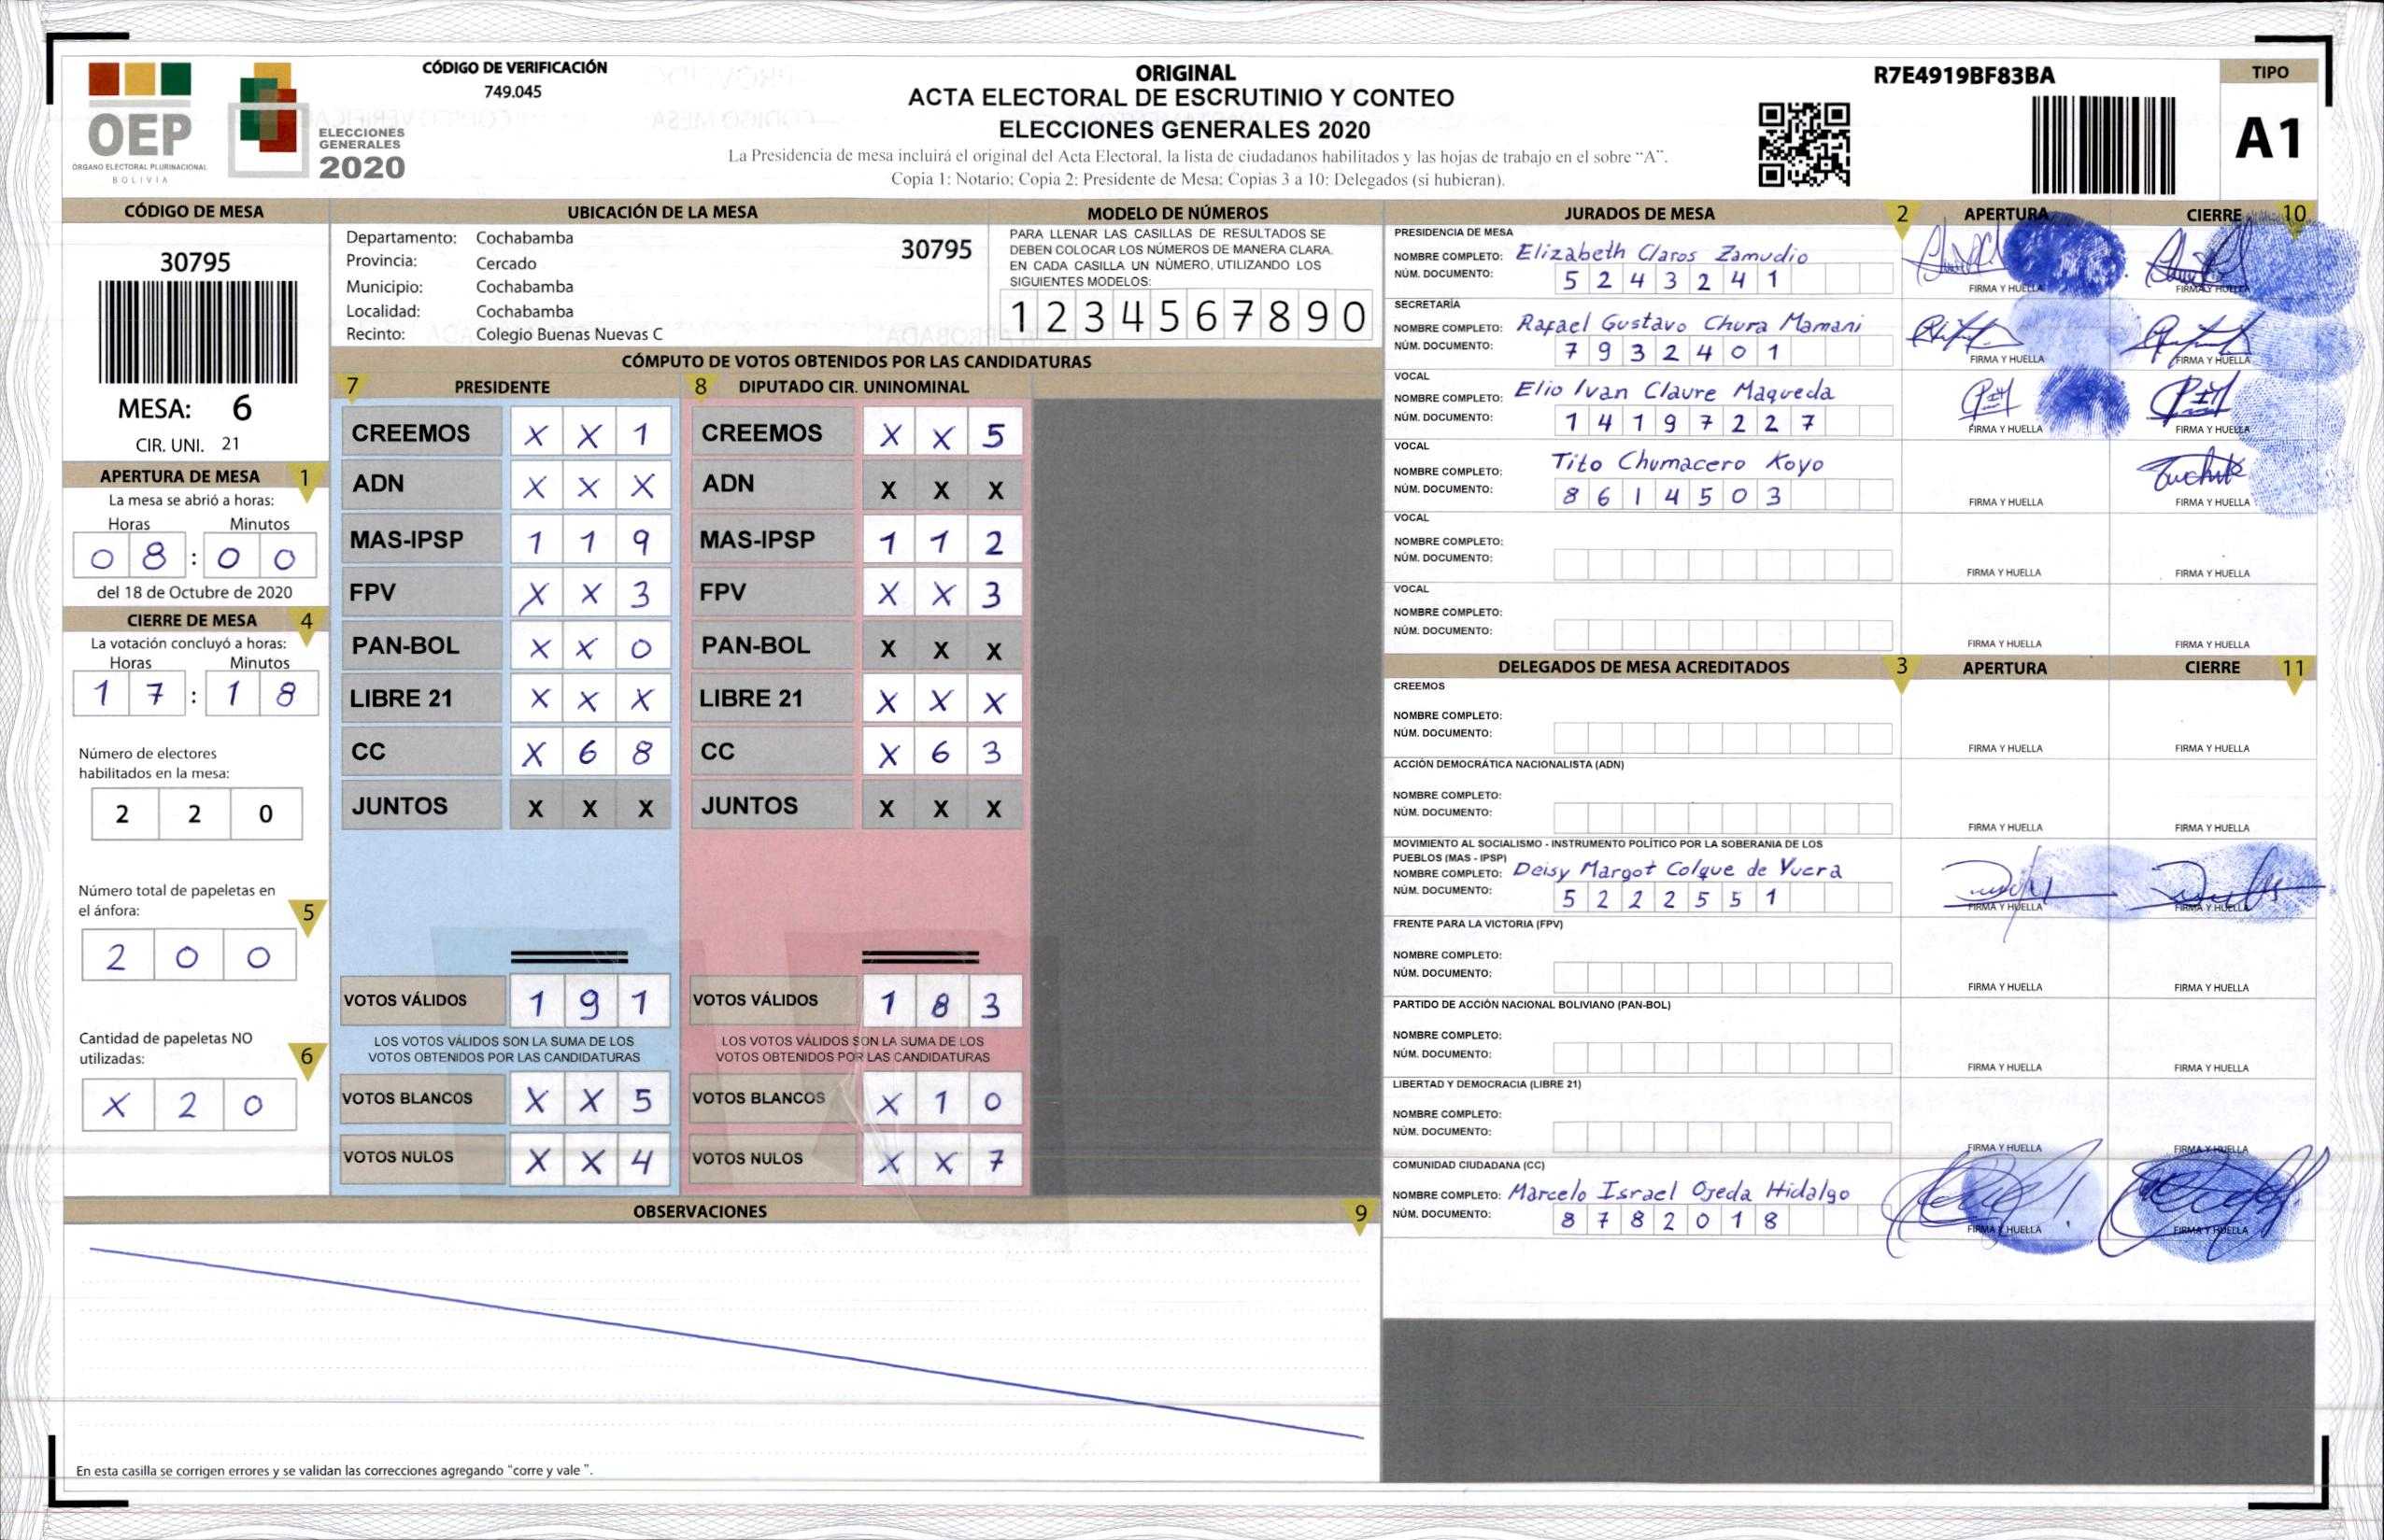 OEP
ÓRGANO ELECTORAL PLURINACIONAL
BOLIVIA
ELECCIONES
GENERALES
2020
CÓDIGO DE VERIFICACIÓN
749.045
ORIGINAL
ACTA ELECTORAL DE ESCRUTINIO Y CONTEO
ELECCIONES GENERALES 2020
La Presidencia de mesa incluirá el original del Acta Electoral, la lista de ciudadanos habilitados y las hojas de trabajo en el sobre “A”.
Copia 1: Notario; Copia 2: Presidente de Mesa; Copias 3 a 10: Delegados (si hubieran).
R7E4919BF83BA
TIPO
A1
CÓDIGO DE MESA
30795
MESA: 6
CIR. UNI. 21
APERTURA DE MESA 1
La mesa se abrió a horas:
Horas Minutos
0 8 : 0 0
del 18 de Octubre de 2020
CIERRE DE MESA 4
La votación concluyó a horas:
Horas Minutos
1 7 : 1 8
Número de electores
habilitados en la mesa:
2 2 0
Número total de papeletas en
el ánfora: 5
2 0 0
Cantidad de papeletas NO
utilizadas: 6
X 2 0
UBICACIÓN DE LA MESA
Departamento: Cochabamba 30795
Provincia: Cercado
Municipio: Cochabamba
Localidad: Cochabamba
Recinto: Colegio Buenas Nuevas C
MODELO DE NÚMEROS
PARA LLENAR LAS CASILLAS DE RESULTADOS SE
DEBEN COLOCAR LOS NÚMEROS DE MANERA CLARA.
EN CADA CASILLA UN NÚMERO, UTILIZANDO LOS
SIGUIENTES MODELOS:
1 2 3 4 5 6 7 8 9 0
CÓMPUTO DE VOTOS OBTENIDOS POR LAS CANDIDATURAS
7 PRESIDENTE 8 DIPUTADO CIR. UNINOMINAL
CREEMOS X X 1 CREEMOS X X 5
ADN X X X ADN X X X
MAS-IPSP 1 1 9 MAS-IPSP 1 1 2
FPV X X 3 FPV X X 3
PAN-BOL X X 0 PAN-BOL X X X
LIBRE 21 X X X LIBRE 21 X X X
CC X 6 8 CC X 6 3
JUNTOS X X X JUNTOS X X X
VOTOS VÁLIDOS 1 9 1 VOTOS VÁLIDOS 1 8 3
LOS VOTOS VÁLIDOS SON LA SUMA DE LOS LOS VOTOS VÁLIDOS SON LA SUMA DE LOS
VOTOS OBTENIDOS POR LAS CANDIDATURAS VOTOS OBTENIDOS POR LAS CANDIDATURAS
VOTOS BLANCOS X X 5 VOTOS BLANCOS X 1 0
VOTOS NULOS X X 4 VOTOS NULOS X X 7
OBSERVACIONES 9
En esta casilla se corrigen errores y se validan las correcciones agregando “corre y vale ”.
JURADOS DE MESA 2 APERTURA CIERRE 10
PRESIDENCIA DE MESA
NOMBRE COMPLETO: Elizabeth Claros Zamudio
NÚM. DOCUMENTO: 5 2 4 3 2 4 1
FIRMA Y HUELLA FIRMA Y HUELLA
SECRETARÍA
NOMBRE COMPLETO: Rafael Gustavo Chura Mamani
NÚM. DOCUMENTO: 7 9 3 2 4 0 1
FIRMA Y HUELLA FIRMA Y HUELLA
VOCAL
NOMBRE COMPLETO: Elio Ivan Claure Maqueda
NÚM. DOCUMENTO: 1 4 1 9 7 2 2 7
FIRMA Y HUELLA FIRMA Y HUELLA
VOCAL
NOMBRE COMPLETO: Tito Chumacero Koyo
NÚM. DOCUMENTO: 8 6 1 4 5 0 3
FIRMA Y HUELLA FIRMA Y HUELLA
VOCAL
NOMBRE COMPLETO:
NÚM. DOCUMENTO:
FIRMA Y HUELLA FIRMA Y HUELLA
VOCAL
NOMBRE COMPLETO:
NÚM. DOCUMENTO:
FIRMA Y HUELLA FIRMA Y HUELLA
DELEGADOS DE MESA ACREDITADOS 3 APERTURA CIERRE 11
CREEMOS
NOMBRE COMPLETO:
NÚM. DOCUMENTO:
FIRMA Y HUELLA FIRMA Y HUELLA
ACCIÓN DEMOCRÁTICA NACIONALISTA (ADN)
NOMBRE COMPLETO:
NÚM. DOCUMENTO:
FIRMA Y HUELLA FIRMA Y HUELLA
MOVIMIENTO AL SOCIALISMO - INSTRUMENTO POLÍTICO POR LA SOBERANIA DE LOS
PUEBLOS (MAS - IPSP)
NOMBRE COMPLETO: Deisy Margot Colque de Vuera
NÚM. DOCUMENTO: 5 2 2 2 5 5 1
FIRMA Y HUELLA FIRMA Y HUELLA
FRENTE PARA LA VICTORIA (FPV)
NOMBRE COMPLETO:
NÚM. DOCUMENTO:
FIRMA Y HUELLA FIRMA Y HUELLA
PARTIDO DE ACCIÓN NACIONAL BOLIVIANO (PAN-BOL)
NOMBRE COMPLETO:
NÚM. DOCUMENTO:
FIRMA Y HUELLA FIRMA Y HUELLA
LIBERTAD Y DEMOCRACIA (LIBRE 21)
NOMBRE COMPLETO:
NÚM. DOCUMENTO:
FIRMA Y HUELLA FIRMA Y HUELLA
COMUNIDAD CIUDADANA (CC)
NOMBRE COMPLETO: Marcelo Israel Ojeda Hidalgo
NÚM. DOCUMENTO: 8 7 8 2 0 1 8
FIRMA Y HUELLA FIRMA Y HUELLA